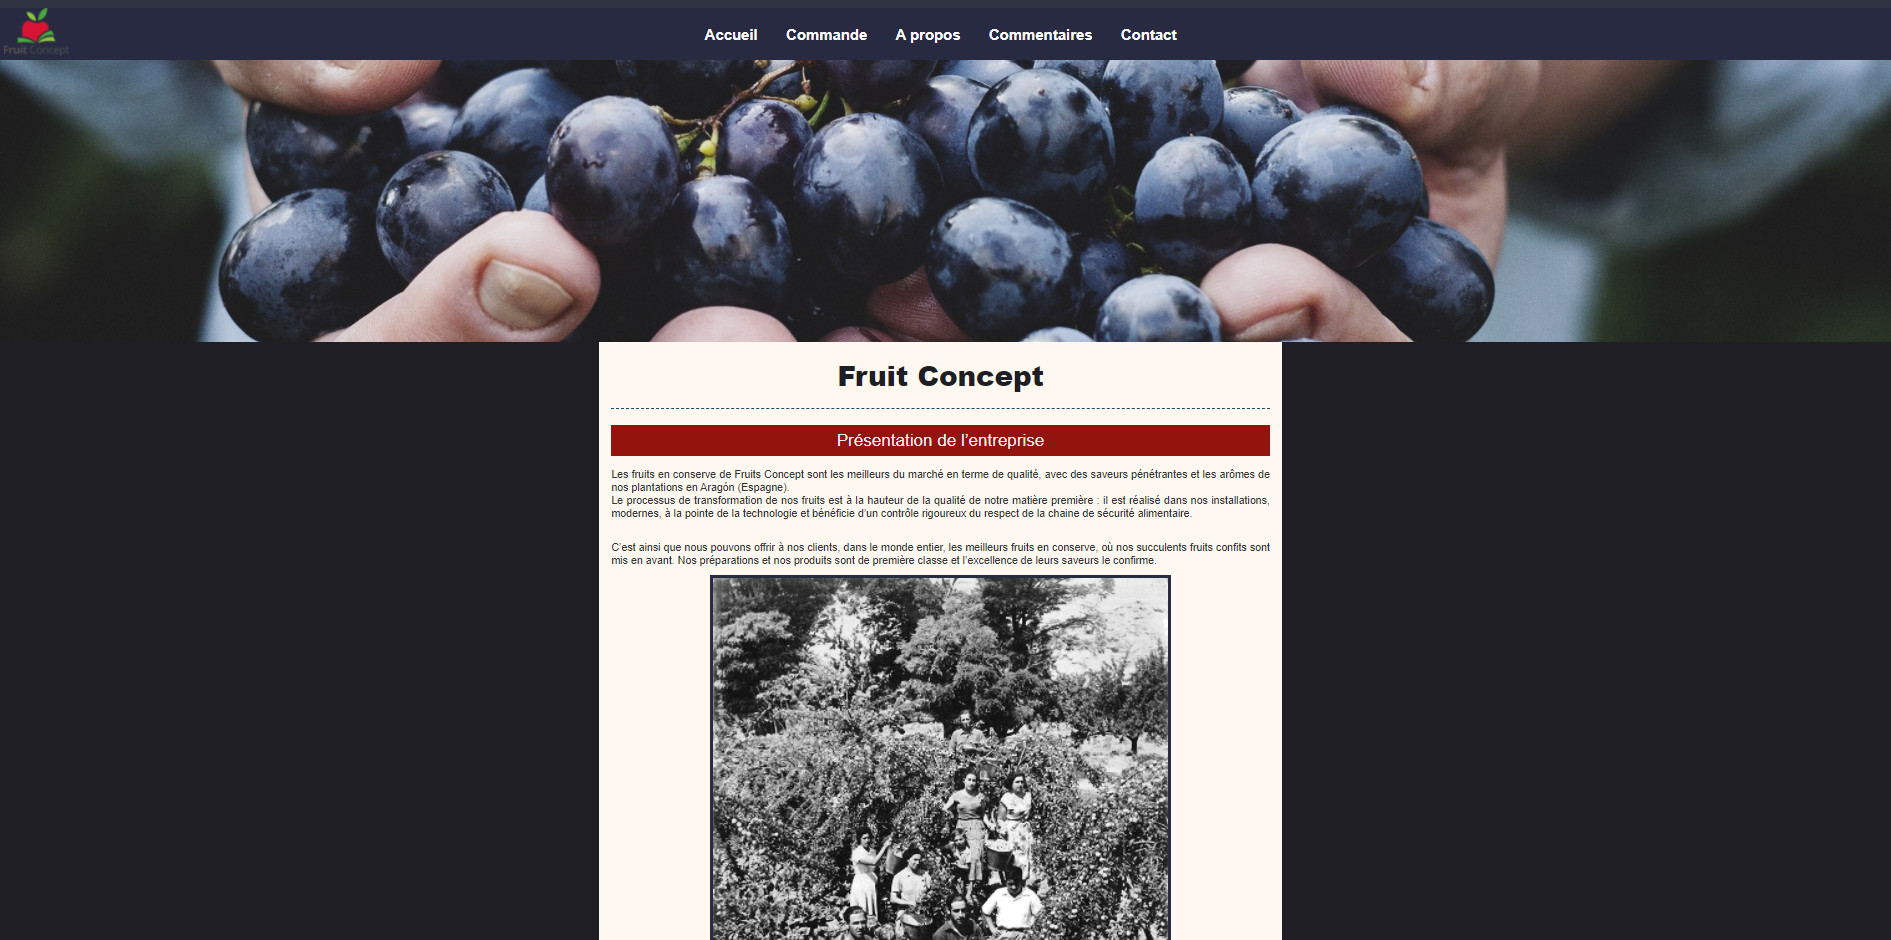 Fruit Concept
Accueil Commande A propos Commentaires Contact
Fruit Concept
Présentation de l'entreprise
Les fruits en conserve de Fruits Concept sont les meilleurs du marché en terme de qualité, avec des saveurs pénétrantes et les arômes de
nos plantations en Aragón (Espagne).
Le processus de transformation de nos fruits est à la hauteur de la qualité de notre matière première : il est réalisé dans nos installations,
modernes, à la pointe de la technologie et bénéficie d'un contrôle rigoureux du respect de la chaine de sécurité alimentaire.
C'est ainsi que nous pouvons offrir à nos clients, dans le monde entier, les meilleurs fruits en conserve, où nos succulents fruits confits sont
mis en avant. Nos préparations et nos produits sont de première classe et l'excellence de leurs saveurs le confirme.